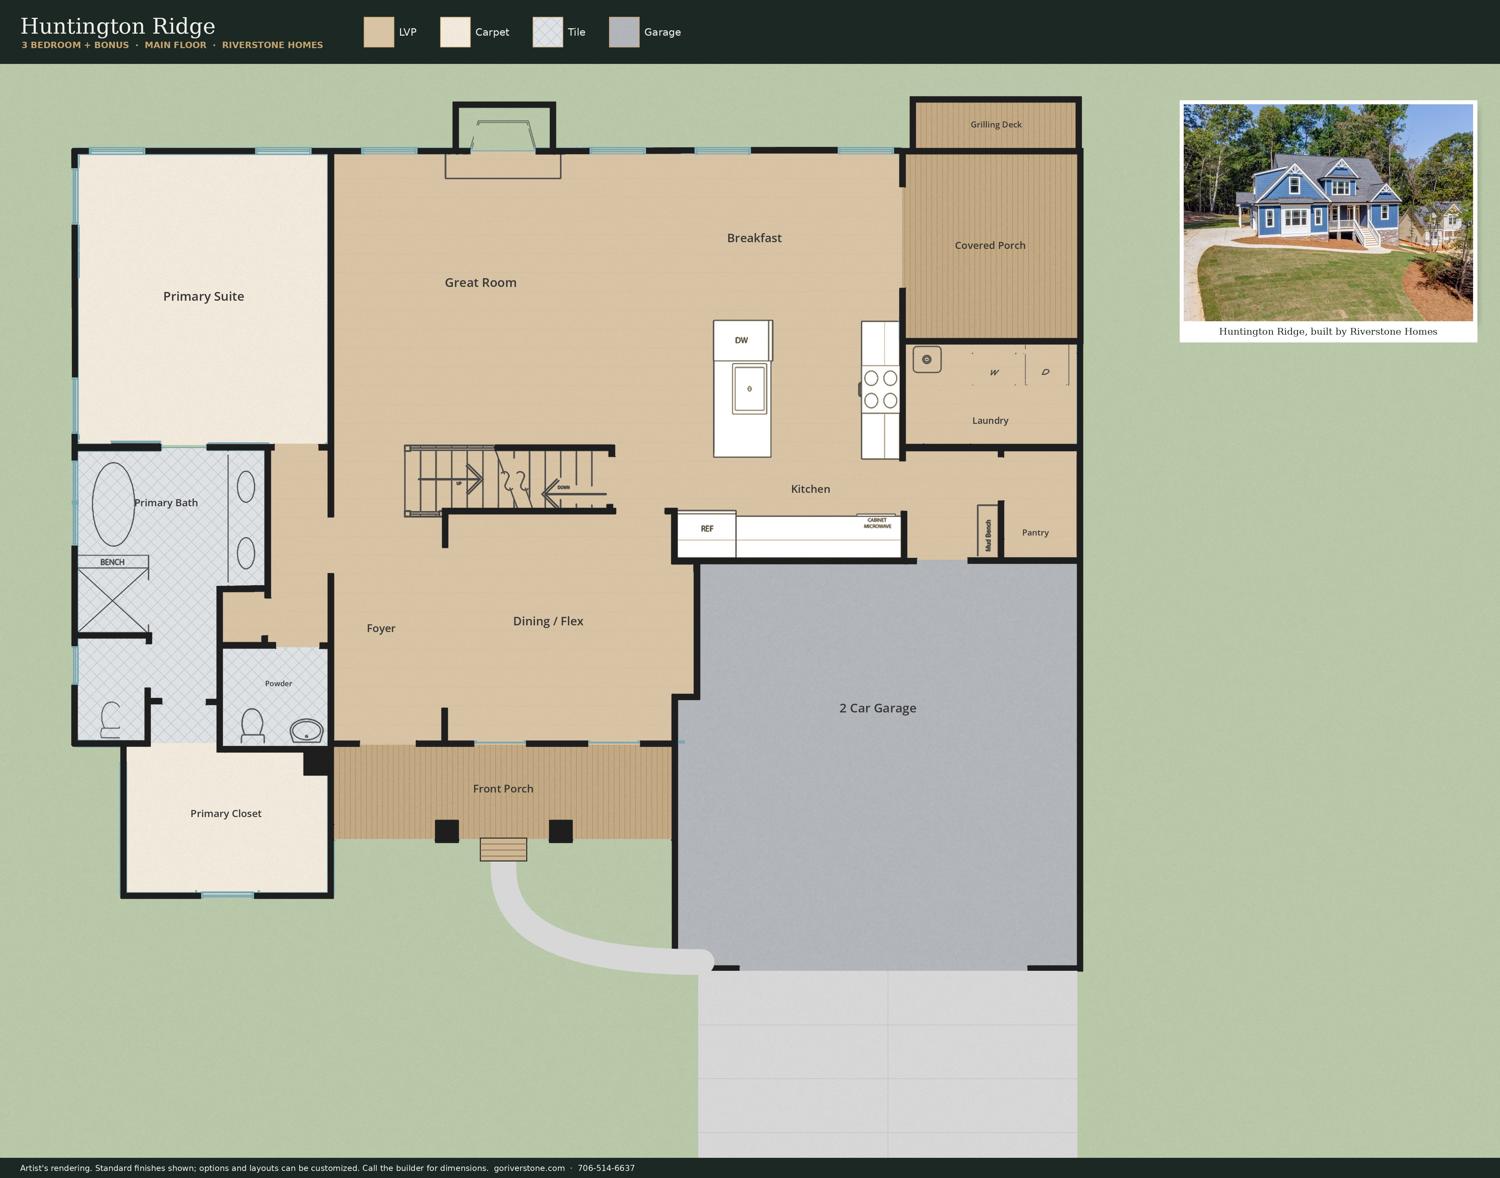 Huntington Ridge
3 BEDROOM + BONUS · MAIN FLOOR · RIVERSTONE HOMES
LVP
Carpet
Tile
Garage
Grilling Deck
Huntington Ridge, built by Riverstone Homes
Breakfast
Covered Porch
Great Room
Primary Suite
DW
W
D
Laundry
UP
DOWN
Kitchen
Primary Bath
REF
CABINET
MICROWAVE
Mud Bench
Pantry
BENCH
Foyer
Dining / Flex
Powder
2 Car Garage
Front Porch
Primary Closet
Artist's rendering. Standard finishes shown; options and layouts can be customized. Call the builder for dimensions. goriverstone.com · 706-514-6637